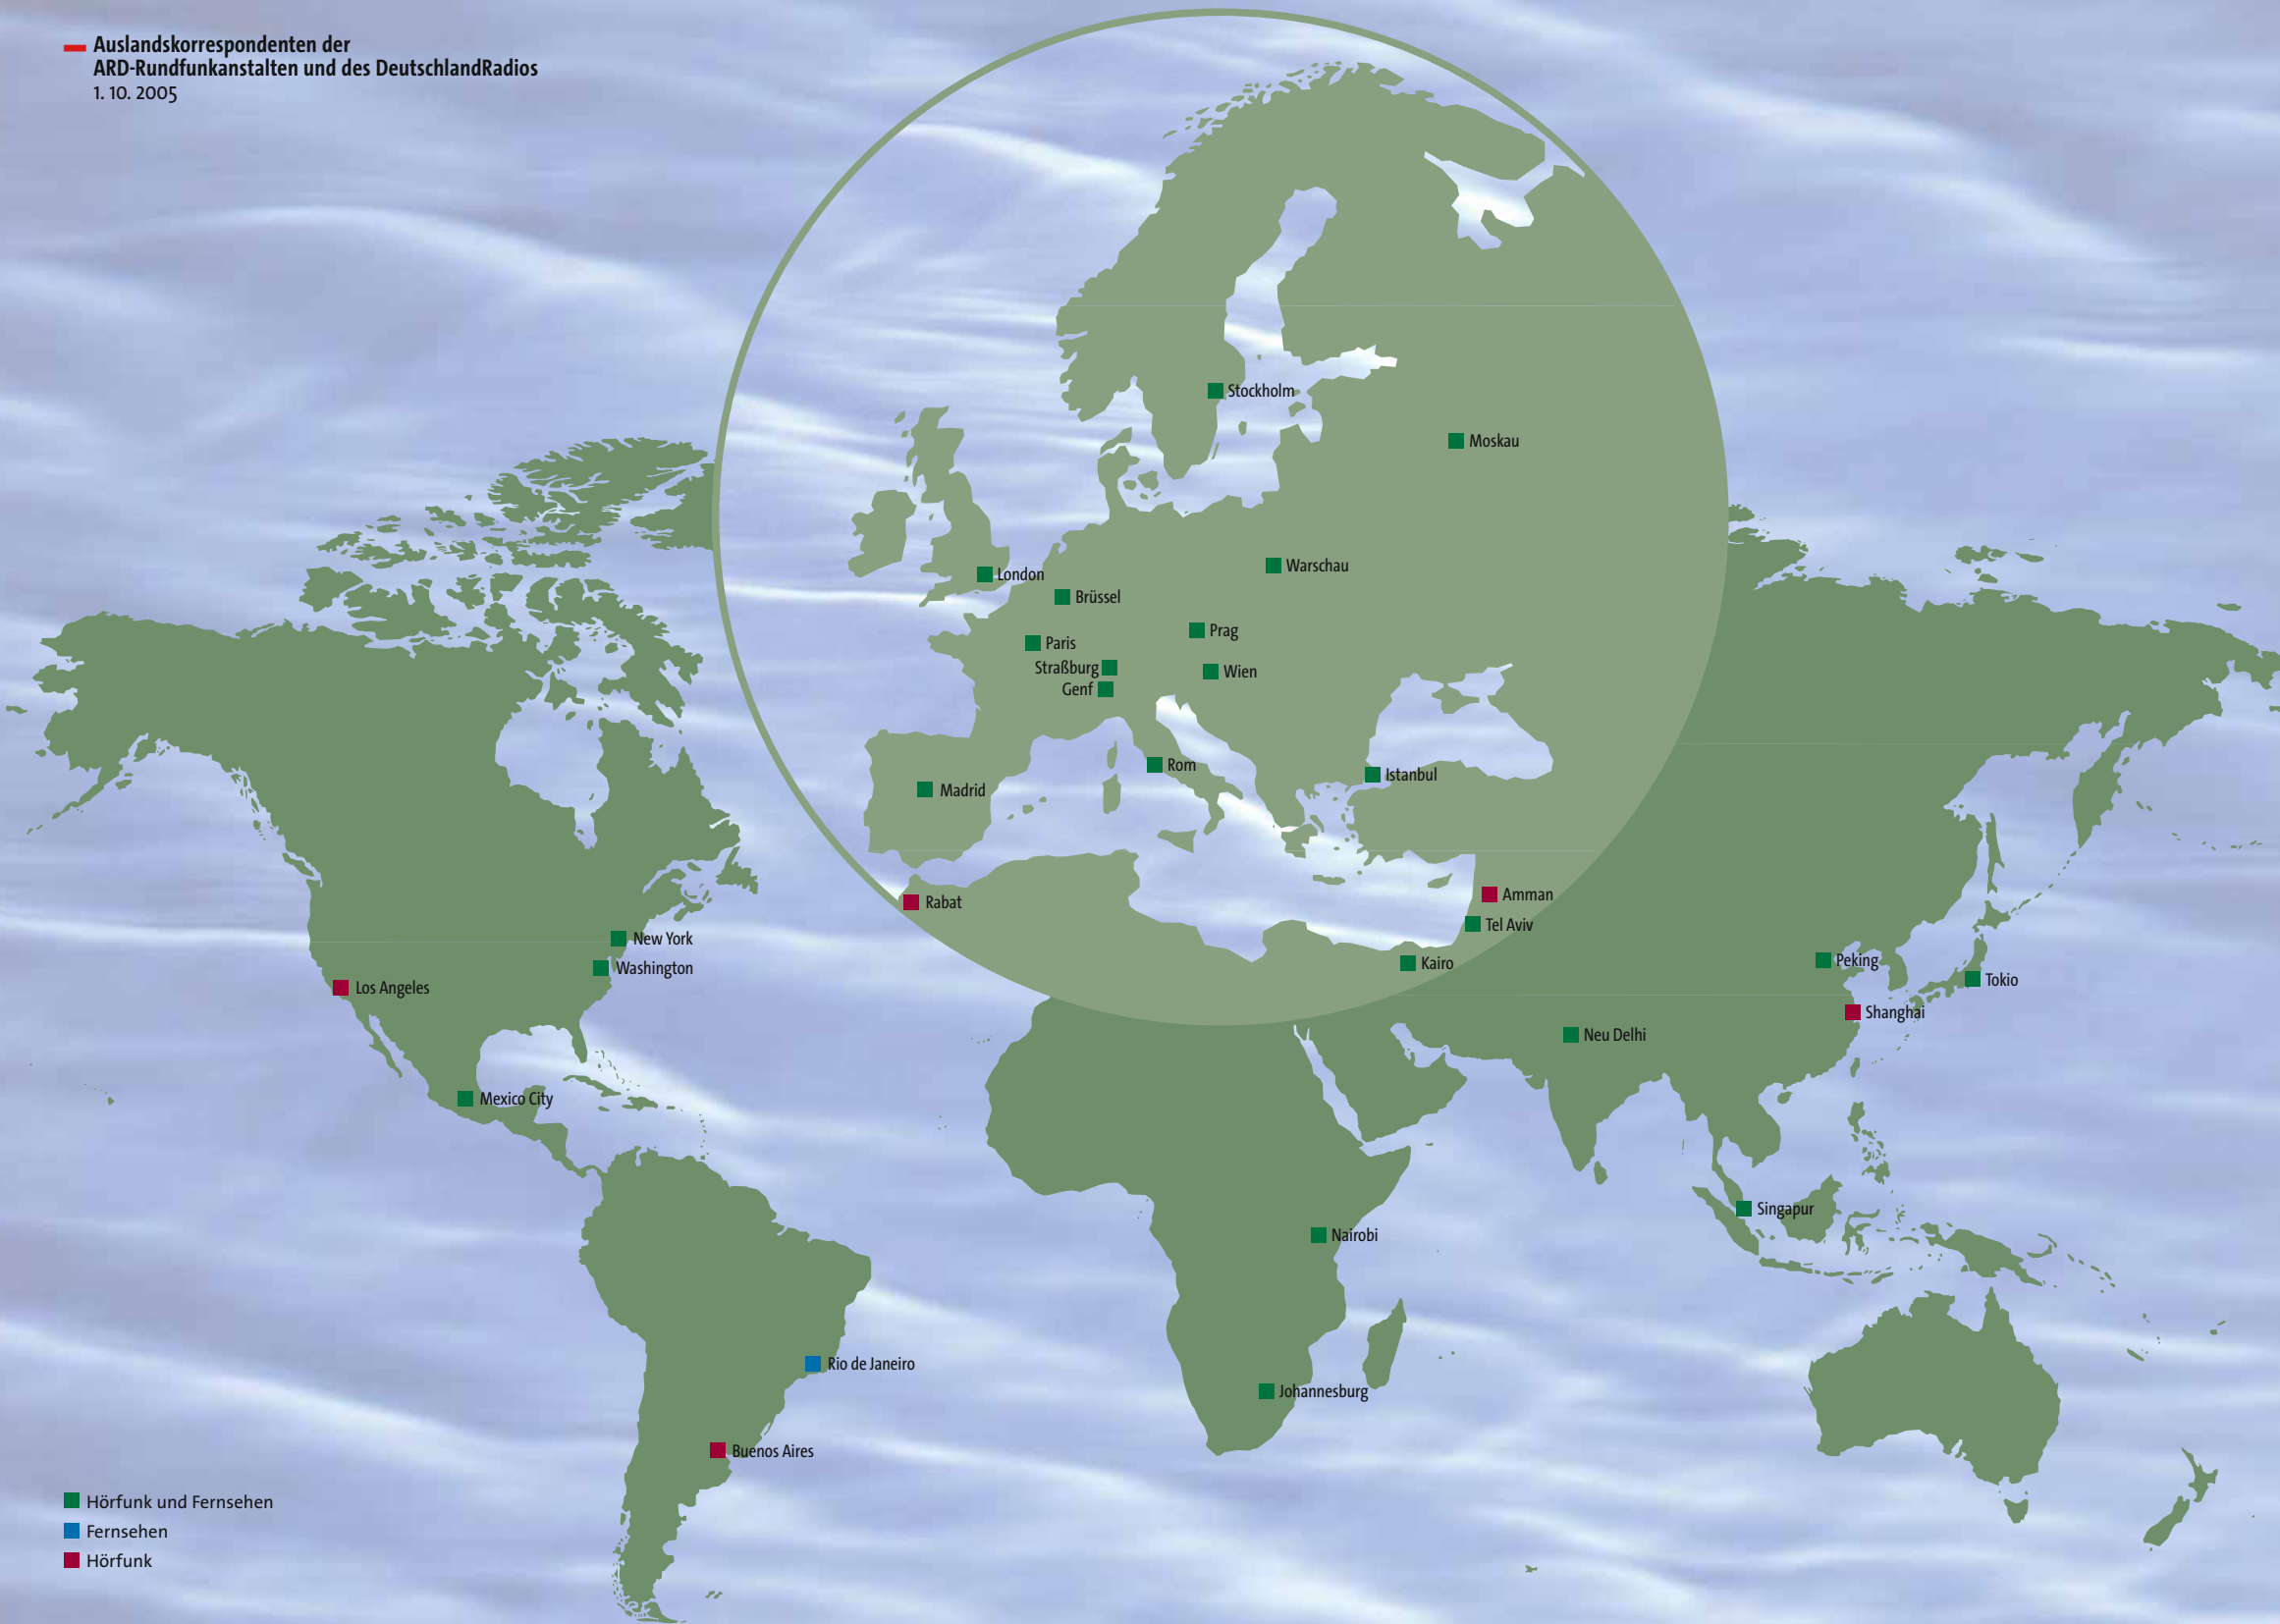 Auslandskorrespondenten der
ARD-Rundfunkanstalten und des DeutschlandRadios
1. 10. 2005
Stockholm
Moskau
Warschau
London
Brüssel
Prag
Paris
Straßburg
Wien
Genf
Rom
Istanbul
Madrid
Amman
Rabat
Tel Aviv
New York
Kairo
Peking
Washington
Tokio
Los Angeles
Shanghai
Neu Delhi
Mexico City
Singapur
Nairobi
Rio de Janeiro
Johannesburg
Buenos Aires
Hörfunk und Fernsehen
Fernsehen
Hörfunk